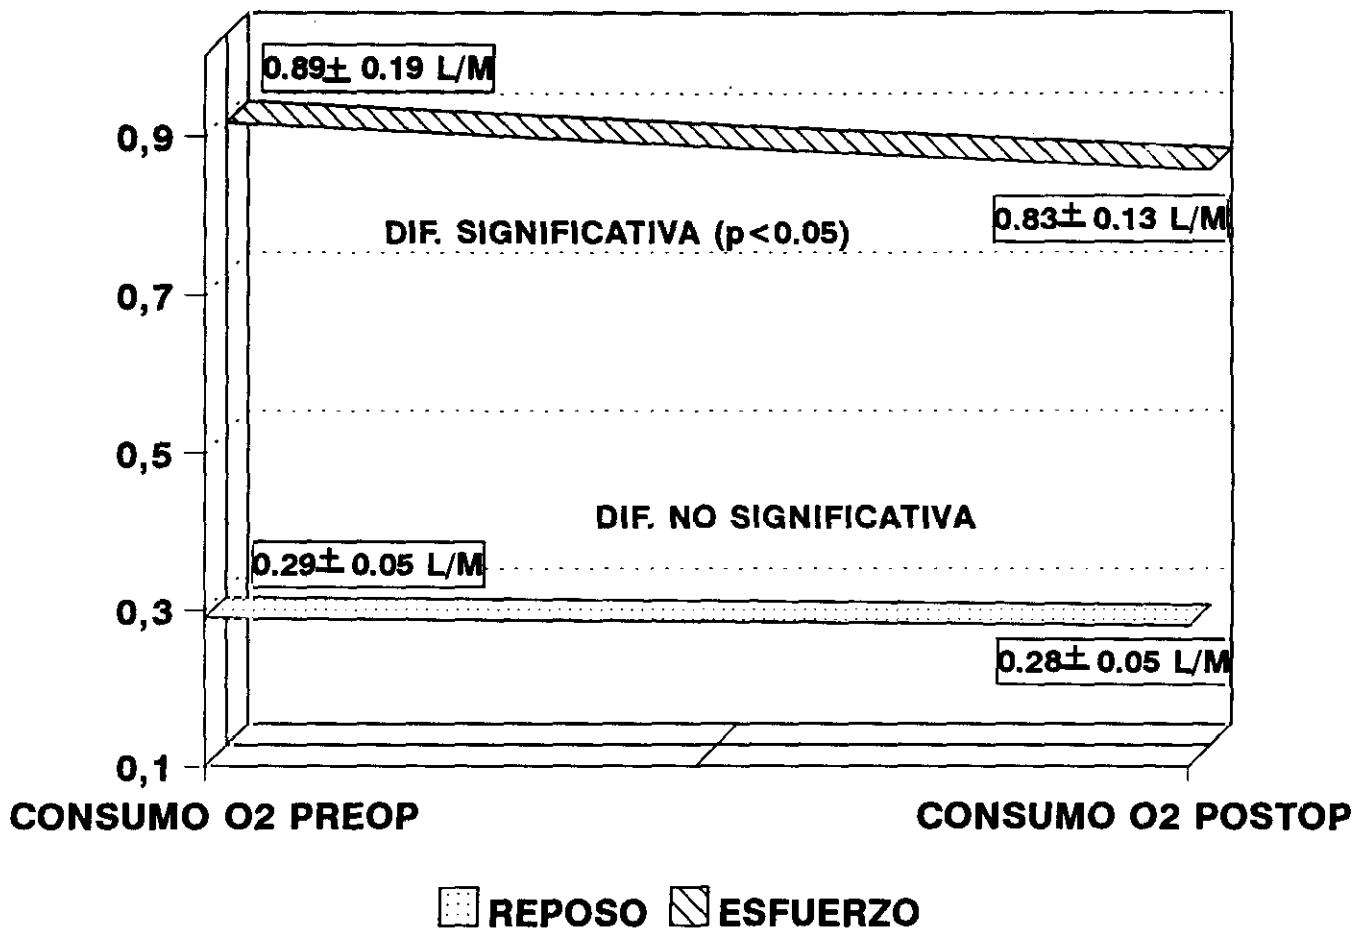 0.89± 0.19 L/M
0,9
0.83± 0.13 L/M
DIF. SIGNIFICATIVA (p<0.05)
0,7
0,5
DIF. NO SIGNIFICATIVA
0.29± 0.05 L/M
0,3
0.28± 0.05 L/M
0,1
CONSUMO O2 PREOP CONSUMO O2 POSTOP
REPOSO ESFUERZO